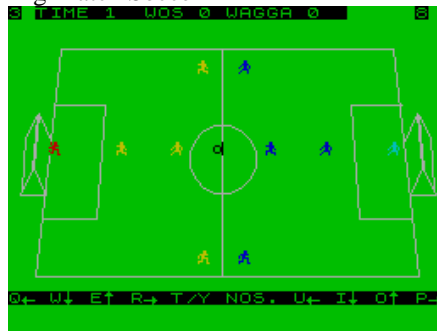 3 TIME 1 WOS 0 WAGGA 0 8
Q← W↓ E↑ R→ T/Y NOS. U← I↓ O↑ P→